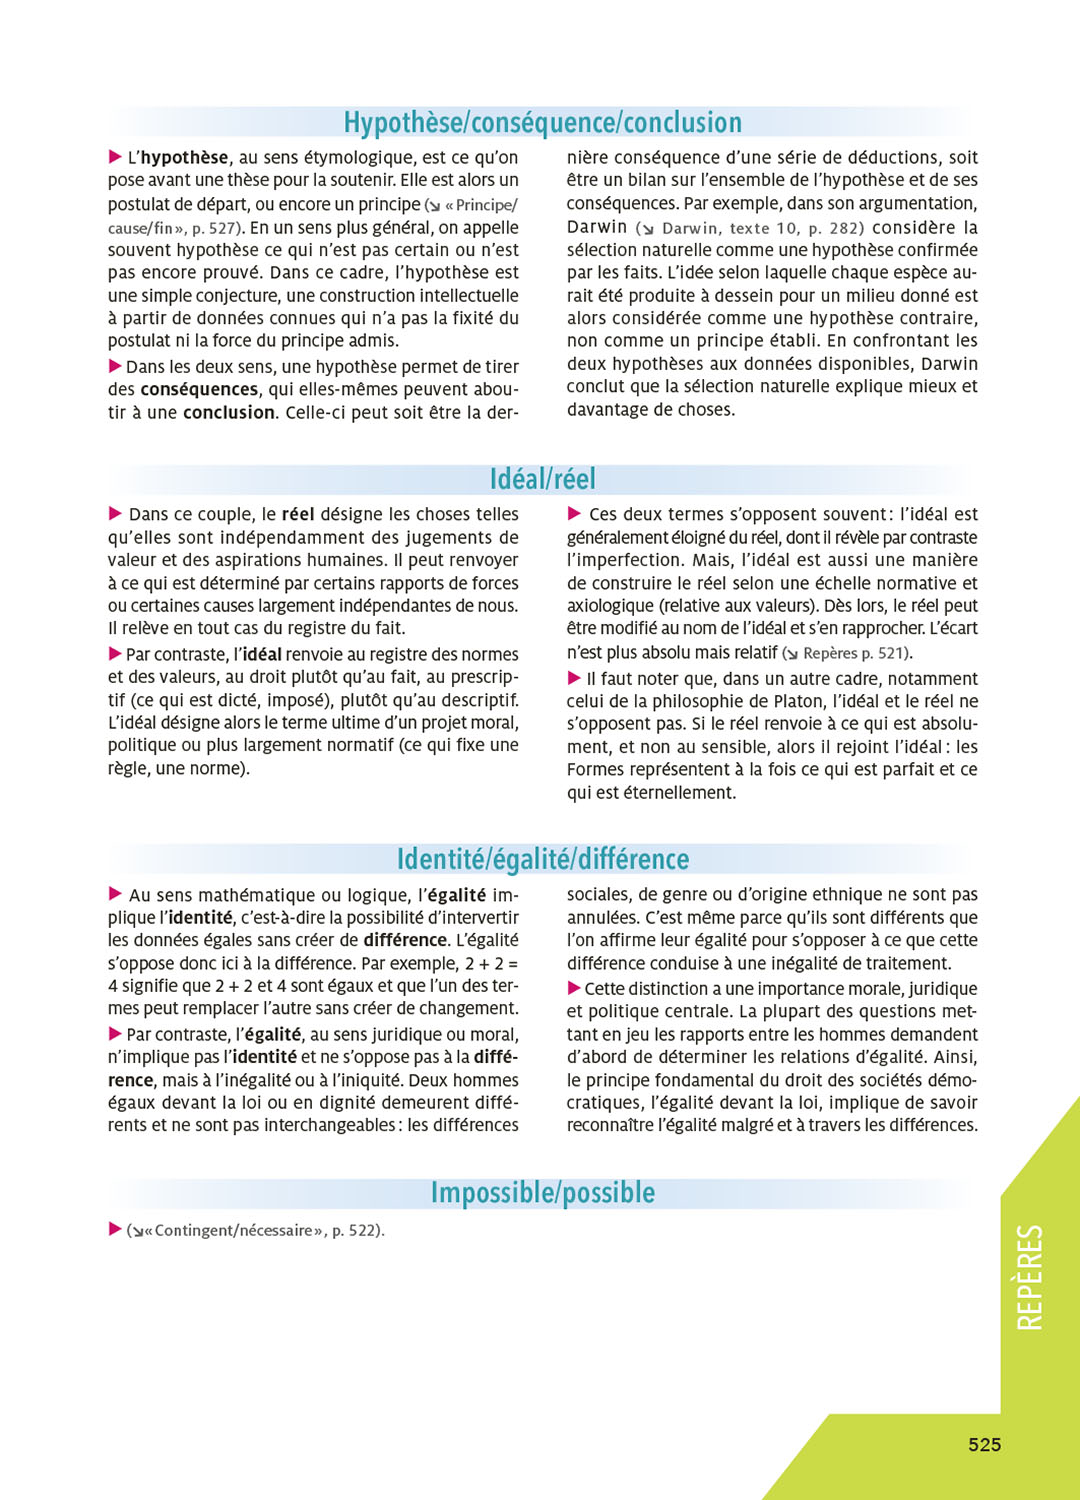 Hypothèse/conséquence/conclusion
▶ L’hypothèse, au sens étymologique, est ce qu’on
pose avant une thèse pour la soutenir. Elle est alors un
postulat de départ, ou encore un principe (↘ « Principe/
cause/fin », p. 527). En un sens plus général, on appelle
souvent hypothèse ce qui n’est pas certain ou n’est
pas encore prouvé. Dans ce cadre, l’hypothèse est
une simple conjecture, une construction intellectuelle
à partir de données connues qui n’a pas la fixité du
postulat ni la force du principe admis.
▶ Dans les deux sens, une hypothèse permet de tirer
des conséquences, qui elles-mêmes peuvent abou-
tir à une conclusion. Celle-ci peut soit être la der-
nière conséquence d’une série de déductions, soit
être un bilan sur l’ensemble de l’hypothèse et de ses
conséquences. Par exemple, dans son argumentation,
Darwin (↘ Darwin, texte 10, p. 282) considère la
sélection naturelle comme une hypothèse confirmée
par les faits. L’idée selon laquelle chaque espèce au-
rait été produite à dessein pour un milieu donné est
alors considérée comme une hypothèse contraire,
non comme un principe établi. En confrontant les
deux hypothèses aux données disponibles, Darwin
conclut que la sélection naturelle explique mieux et
davantage de choses.
Idéal/réel
▶ Dans ce couple, le réel désigne les choses telles
qu’elles sont indépendamment des jugements de
valeur et des aspirations humaines. Il peut renvoyer
à ce qui est déterminé par certains rapports de forces
ou certaines causes largement indépendantes de nous.
Il relève en tout cas du registre du fait.
▶ Par contraste, l’idéal renvoie au registre des normes
et des valeurs, au droit plutôt qu’au fait, au prescrip-
tif (ce qui est dicté, imposé), plutôt qu’au descriptif.
L’idéal désigne alors le terme ultime d’un projet moral,
politique ou plus largement normatif (ce qui fixe une
règle, une norme).
▶ Ces deux termes s’opposent souvent : l’idéal est
généralement éloigné du réel, dont il révèle par contraste
l’imperfection. Mais, l’idéal est aussi une manière
de construire le réel selon une échelle normative et
axiologique (relative aux valeurs). Dès lors, le réel peut
être modifié au nom de l’idéal et s’en rapprocher. L’écart
n’est plus absolu mais relatif (↘ Repères p. 521).
▶ Il faut noter que, dans un autre cadre, notamment
celui de la philosophie de Platon, l’idéal et le réel ne
s’opposent pas. Si le réel renvoie à ce qui est absolu-
ment, et non au sensible, alors il rejoint l’idéal : les
Formes représentent à la fois ce qui est parfait et ce
qui est éternellement.
Identité/égalité/différence
▶ Au sens mathématique ou logique, l’égalité im-
plique l’identité, c’est-à-dire la possibilité d’intervertir
les données égales sans créer de différence. L’égalité
s’oppose donc ici à la différence. Par exemple, 2 + 2 =
4 signifie que 2 + 2 et 4 sont égaux et que l’un des ter-
mes peut remplacer l’autre sans créer de changement.
▶ Par contraste, l’égalité, au sens juridique ou moral,
n’implique pas l’identité et ne s’oppose pas à la diffé-
rence, mais à l’inégalité ou à l’iniquité. Deux hommes
égaux devant la loi ou en dignité demeurent diffé-
rents et ne sont pas interchangeables : les différences
sociales, de genre ou d’origine ethnique ne sont pas
annulées. C’est même parce qu’ils sont différents que
l’on affirme leur égalité pour s’opposer à ce que cette
différence conduise à une inégalité de traitement.
▶ Cette distinction a une importance morale, juridique
et politique centrale. La plupart des questions met-
tant en jeu les rapports entre les hommes demandent
d’abord de déterminer les relations d’égalité. Ainsi,
le principe fondamental du droit des sociétés démo-
cratiques, l’égalité devant la loi, implique de savoir
reconnaître l’égalité malgré et à travers les différences.
Impossible/possible
▶ (↘« Contingent/nécessaire », p. 522).
REPÈRES
525